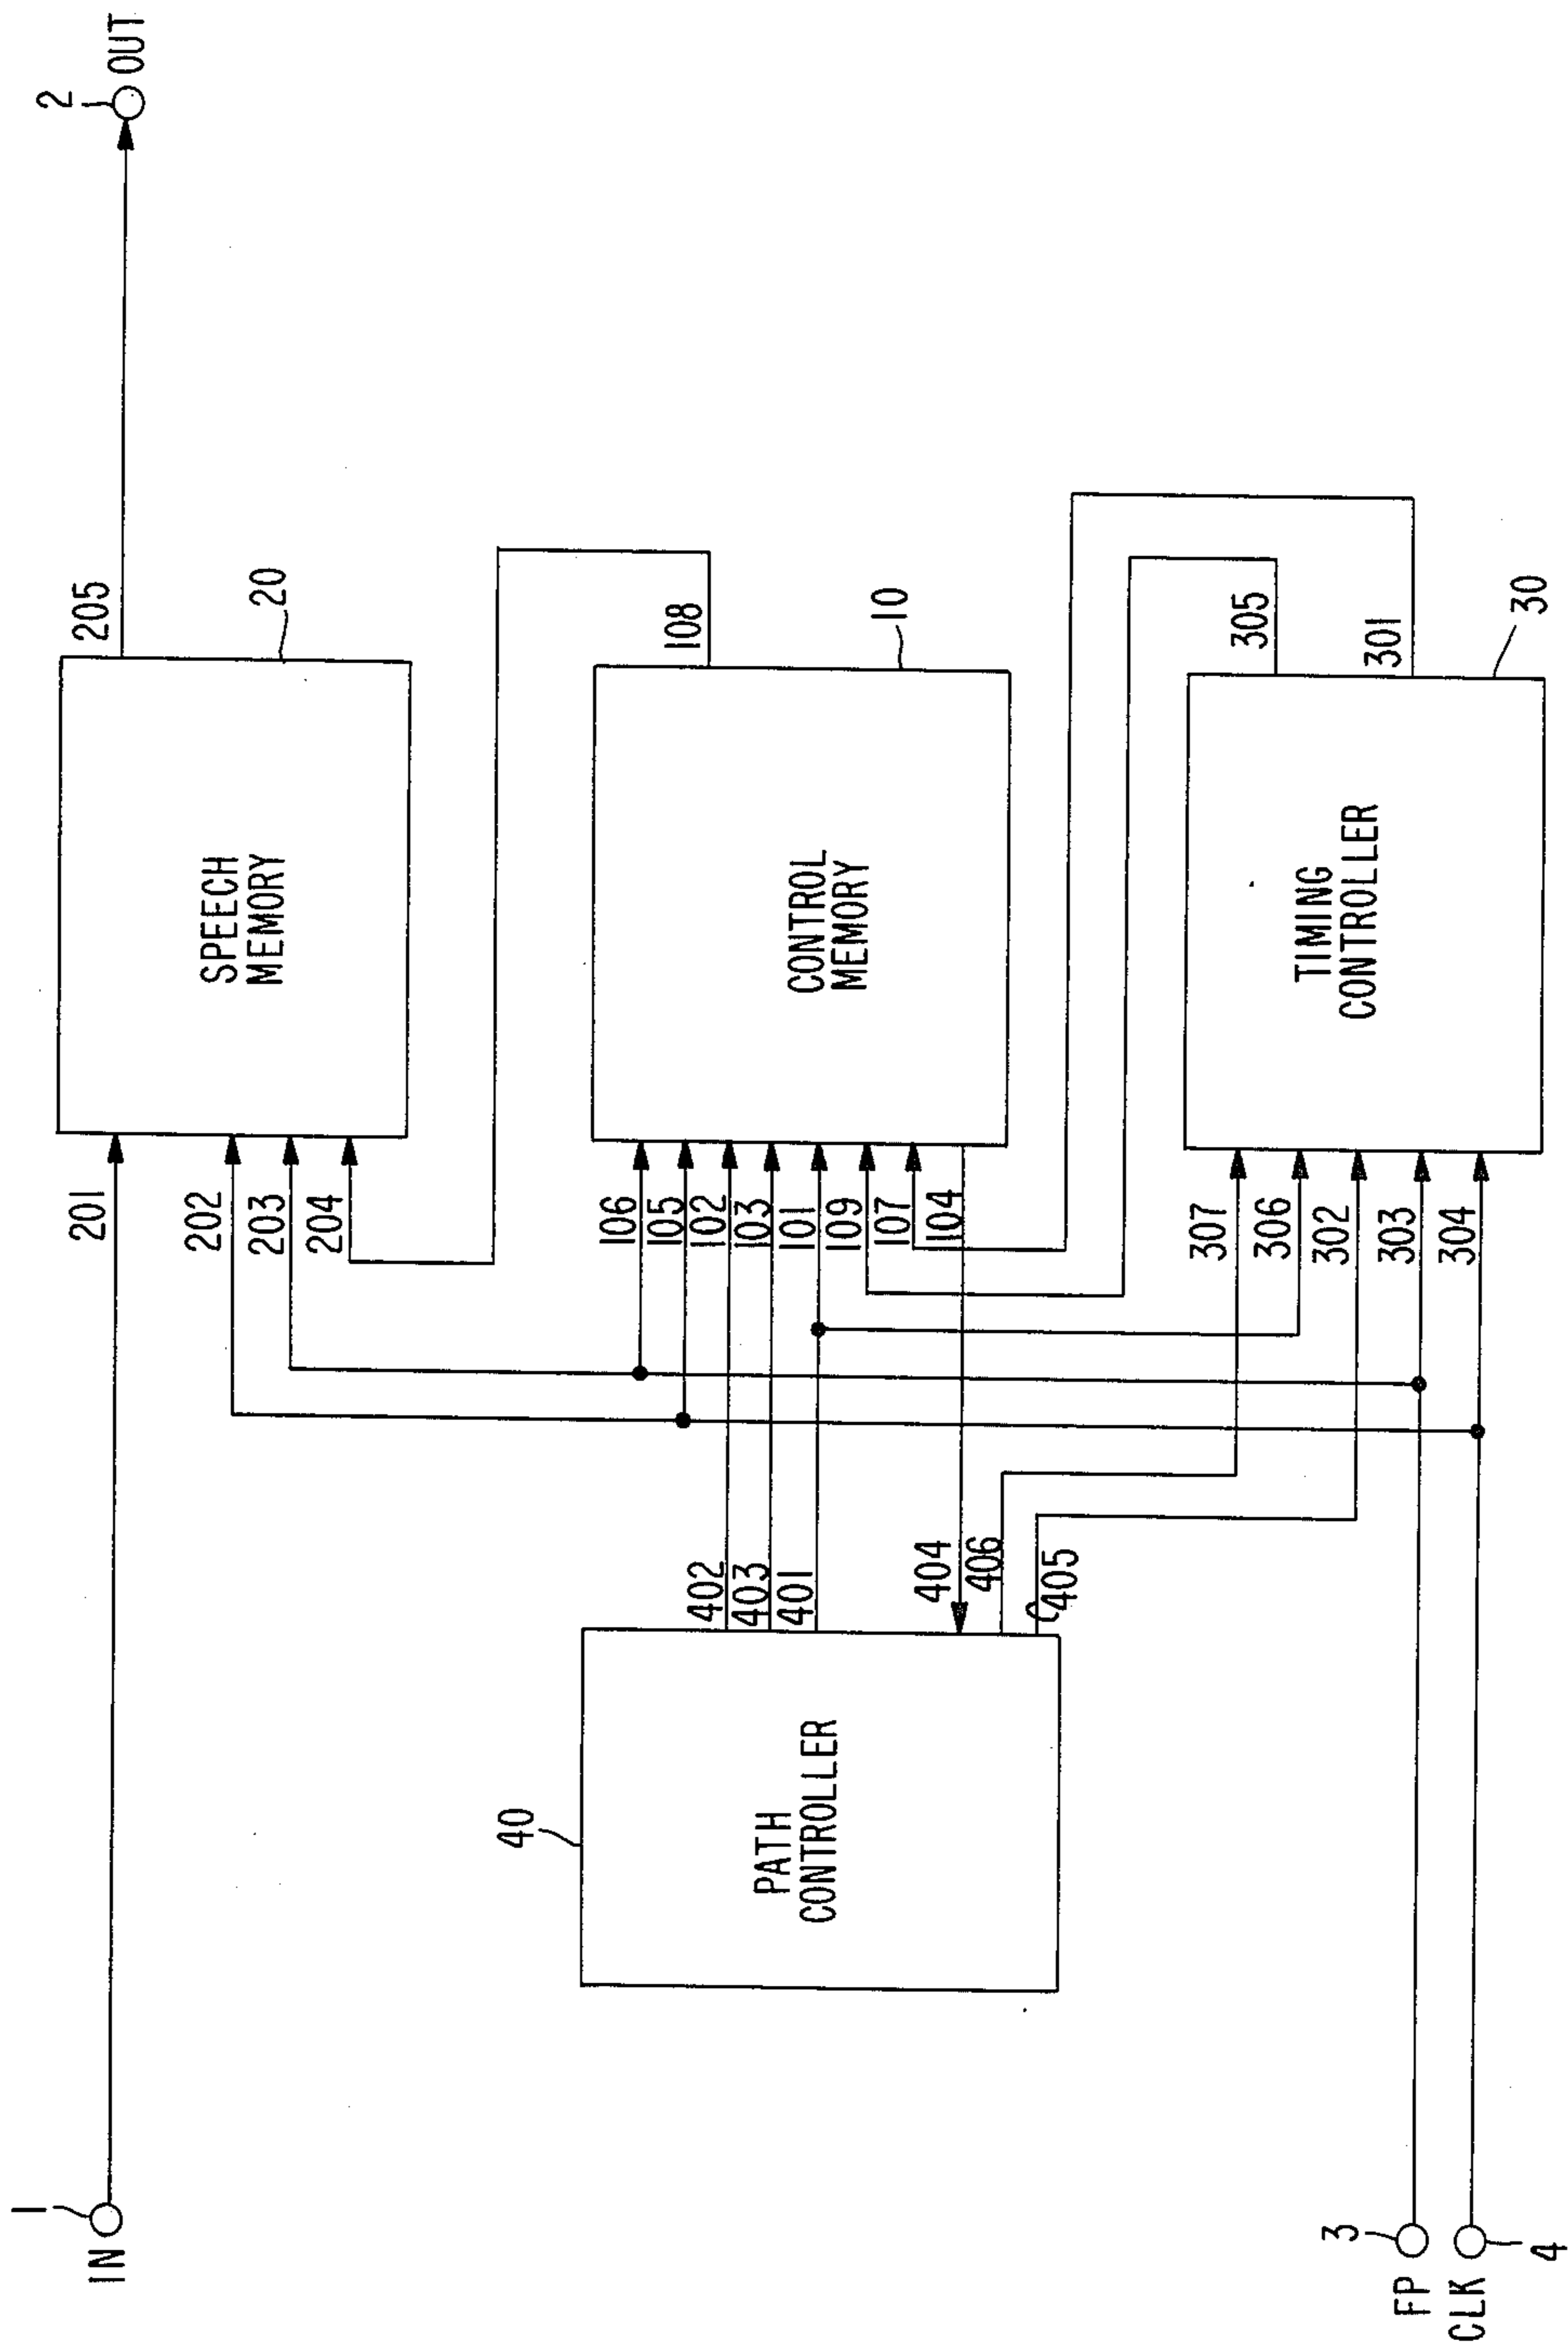 1
IN
201
202
203
204
SPEECH
MEMORY
205
20
2
OUT
40
PATH
CONTROLLER
402
403
401
404
406
405
106
105
102
103
101
109
107
104
CONTROL
MEMORY
108
10
307
306
302
303
304
TIMING
CONTROLLER
305
301
30
3
FP
CLK
4